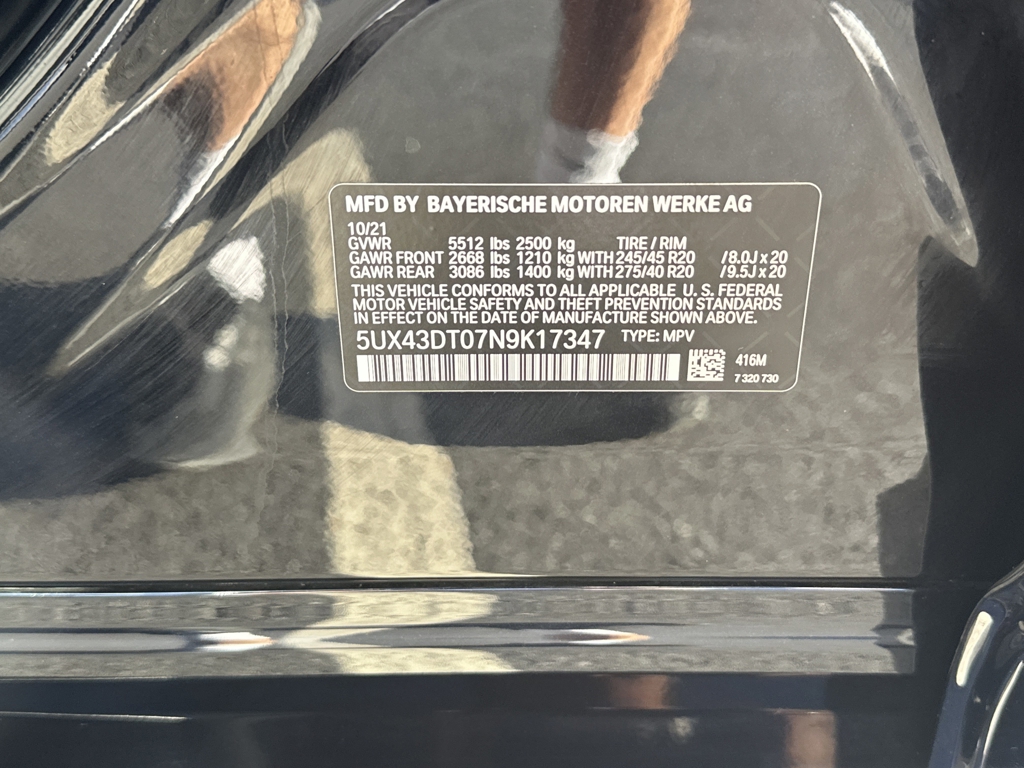 MFD BY BAYERISCHE MOTOREN WERKE AG
10/21
GVWR 5512 lbs 2500 kg TIRE / RIM
GAWR FRONT 2668 lbs 1210 kg WITH 245/45 R20 /8.0J x 20
GAWR REAR 3086 lbs 1400 kg WITH 275/40 R20 /9.5J x 20
THIS VEHICLE CONFORMS TO ALL APPLICABLE U. S. FEDERAL
MOTOR VEHICLE SAFETY AND THEFT PREVENTION STANDARDS
IN EFFECT ON THE DATE OF MANUFACTURE SHOWN ABOVE.
5UX43DT07N9K17347 TYPE: MPV
416M
7 320 730